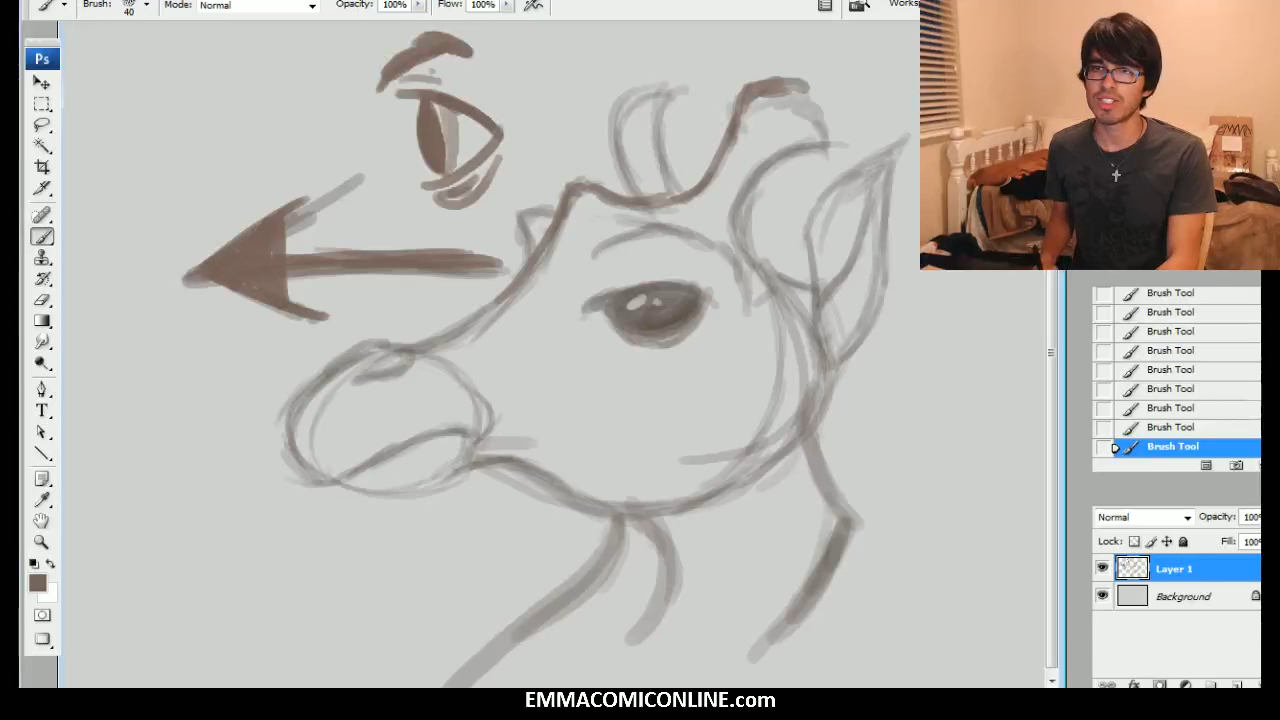 Brush: 40 Mode: Normal Opacity: 100% Flow: 100%
Ps
T
Brush Tool
Brush Tool
Brush Tool
Brush Tool
Brush Tool
Brush Tool
Brush Tool
Brush Tool
Brush Tool
Normal Opacity: 100%
Lock: Fill: 100%
Layer 1
Background
EMMACOMICONLINE.com